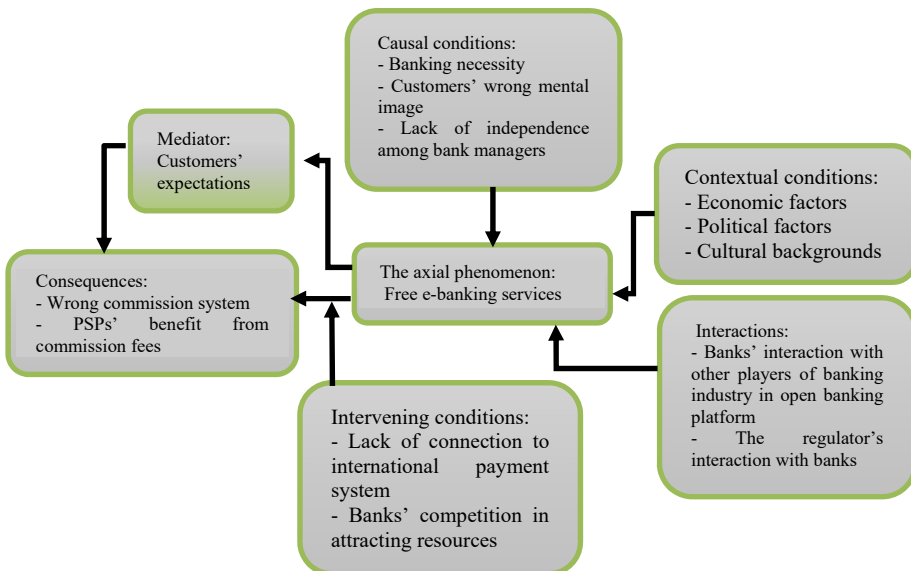 Causal conditions:
- Banking necessity
- Customers' wrong mental
image
- Lack of independence
among bank managers
Mediator:
Customers'
expectations
Contextual conditions:
- Economic factors
- Political factors
- Cultural backgrounds
Consequences:
- Wrong commission system
- PSPs' benefit from
commission fees
The axial phenomenon:
Free e-banking services
Interactions:
- Banks' interaction with
other players of banking
industry in open banking
platform
- The regulator's
interaction with banks
Intervening conditions:
- Lack of connection to
international payment
system
- Banks' competition in
attracting resources